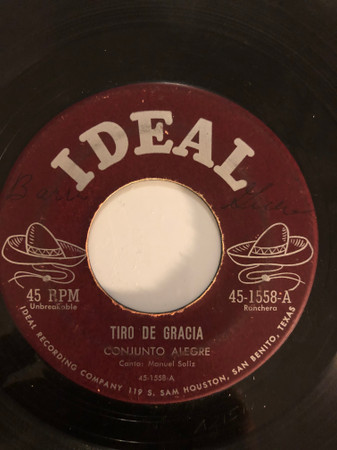 IDEAL
45 RPM
Unbreakable
45-1558-A
Ranchera
TIRO DE GRACIA
CONJUNTO ALEGRE
Canta: Manuel Soliz
45-1558-A
IDEAL RECORDING COMPANY 119 S. SAM HOUSTON, SAN BENITO, TEXAS